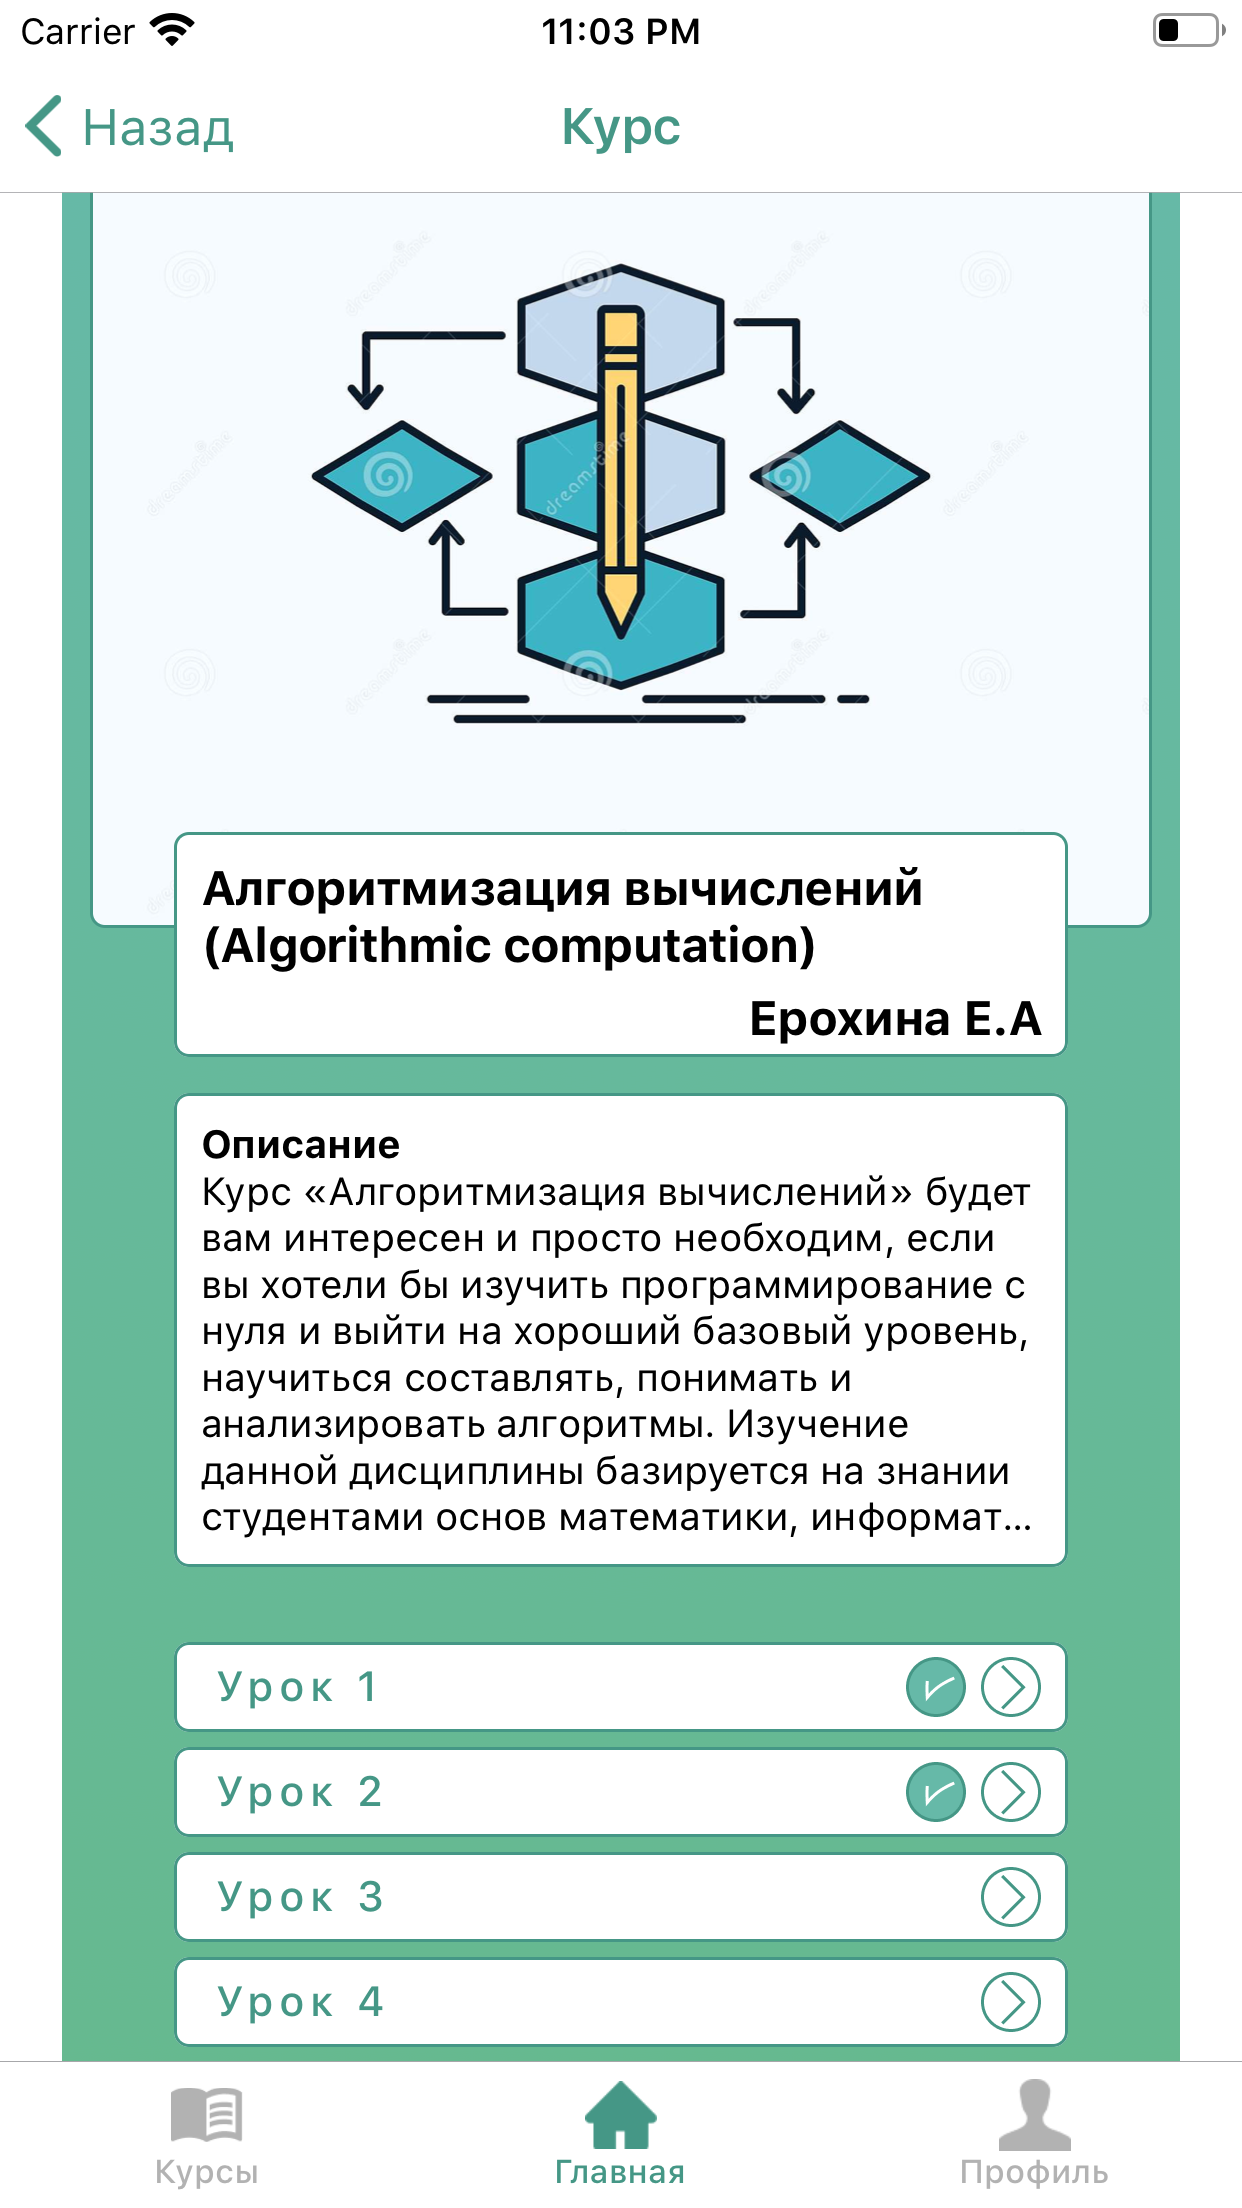 Carrier 11:03 PM
Назад Курс
dreamstime
Алгоритмизация вычислений
(Algorithmic computation)
Ерохина Е.А
Описание
Курс «Алгоритмизация вычислений» будет
вам интересен и просто необходим, если
вы хотели бы изучить программирование с
нуля и выйти на хороший базовый уровень,
научиться составлять, понимать и
анализировать алгоритмы. Изучение
данной дисциплины базируется на знании
студентами основ математики, информат...
Урок 1
Урок 2
Урок 3
Урок 4
Курсы Главная Профиль